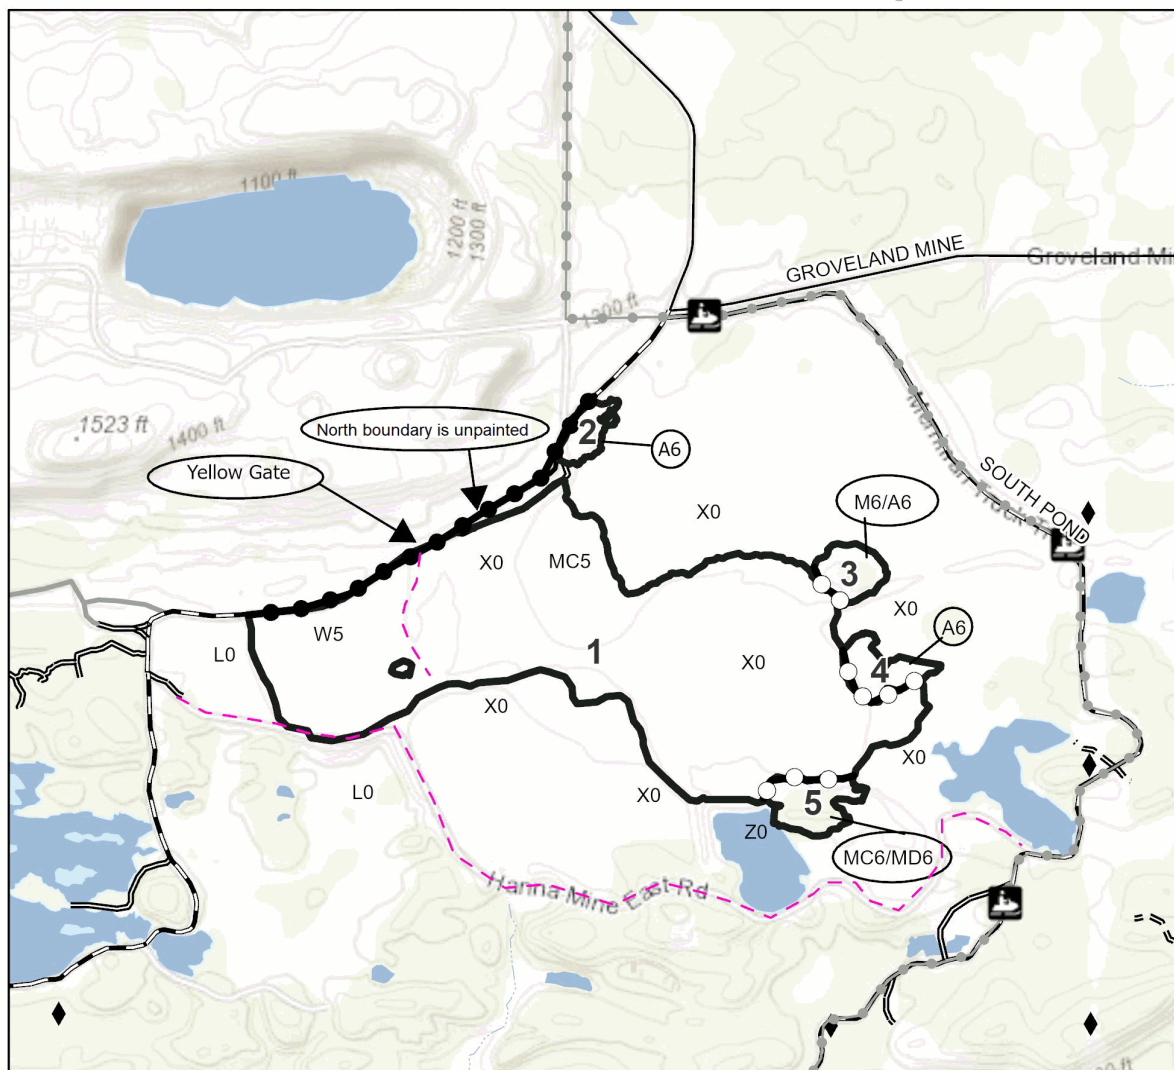 1100 ft
1200 ft
1300 ft
GROVELAND MINE
Groveland Mi
1300 ft
1523 ft
1400 ft
North boundary is unpainted
2
A6
Yellow Gate
SOUTH POND
X0
M6/A6
X0
MC5
3
X0
W5
A6
L0
1
X0
4
X0
X0
L0
X0
5
Z0
MC6/MD6
Hanna Mine East Rd